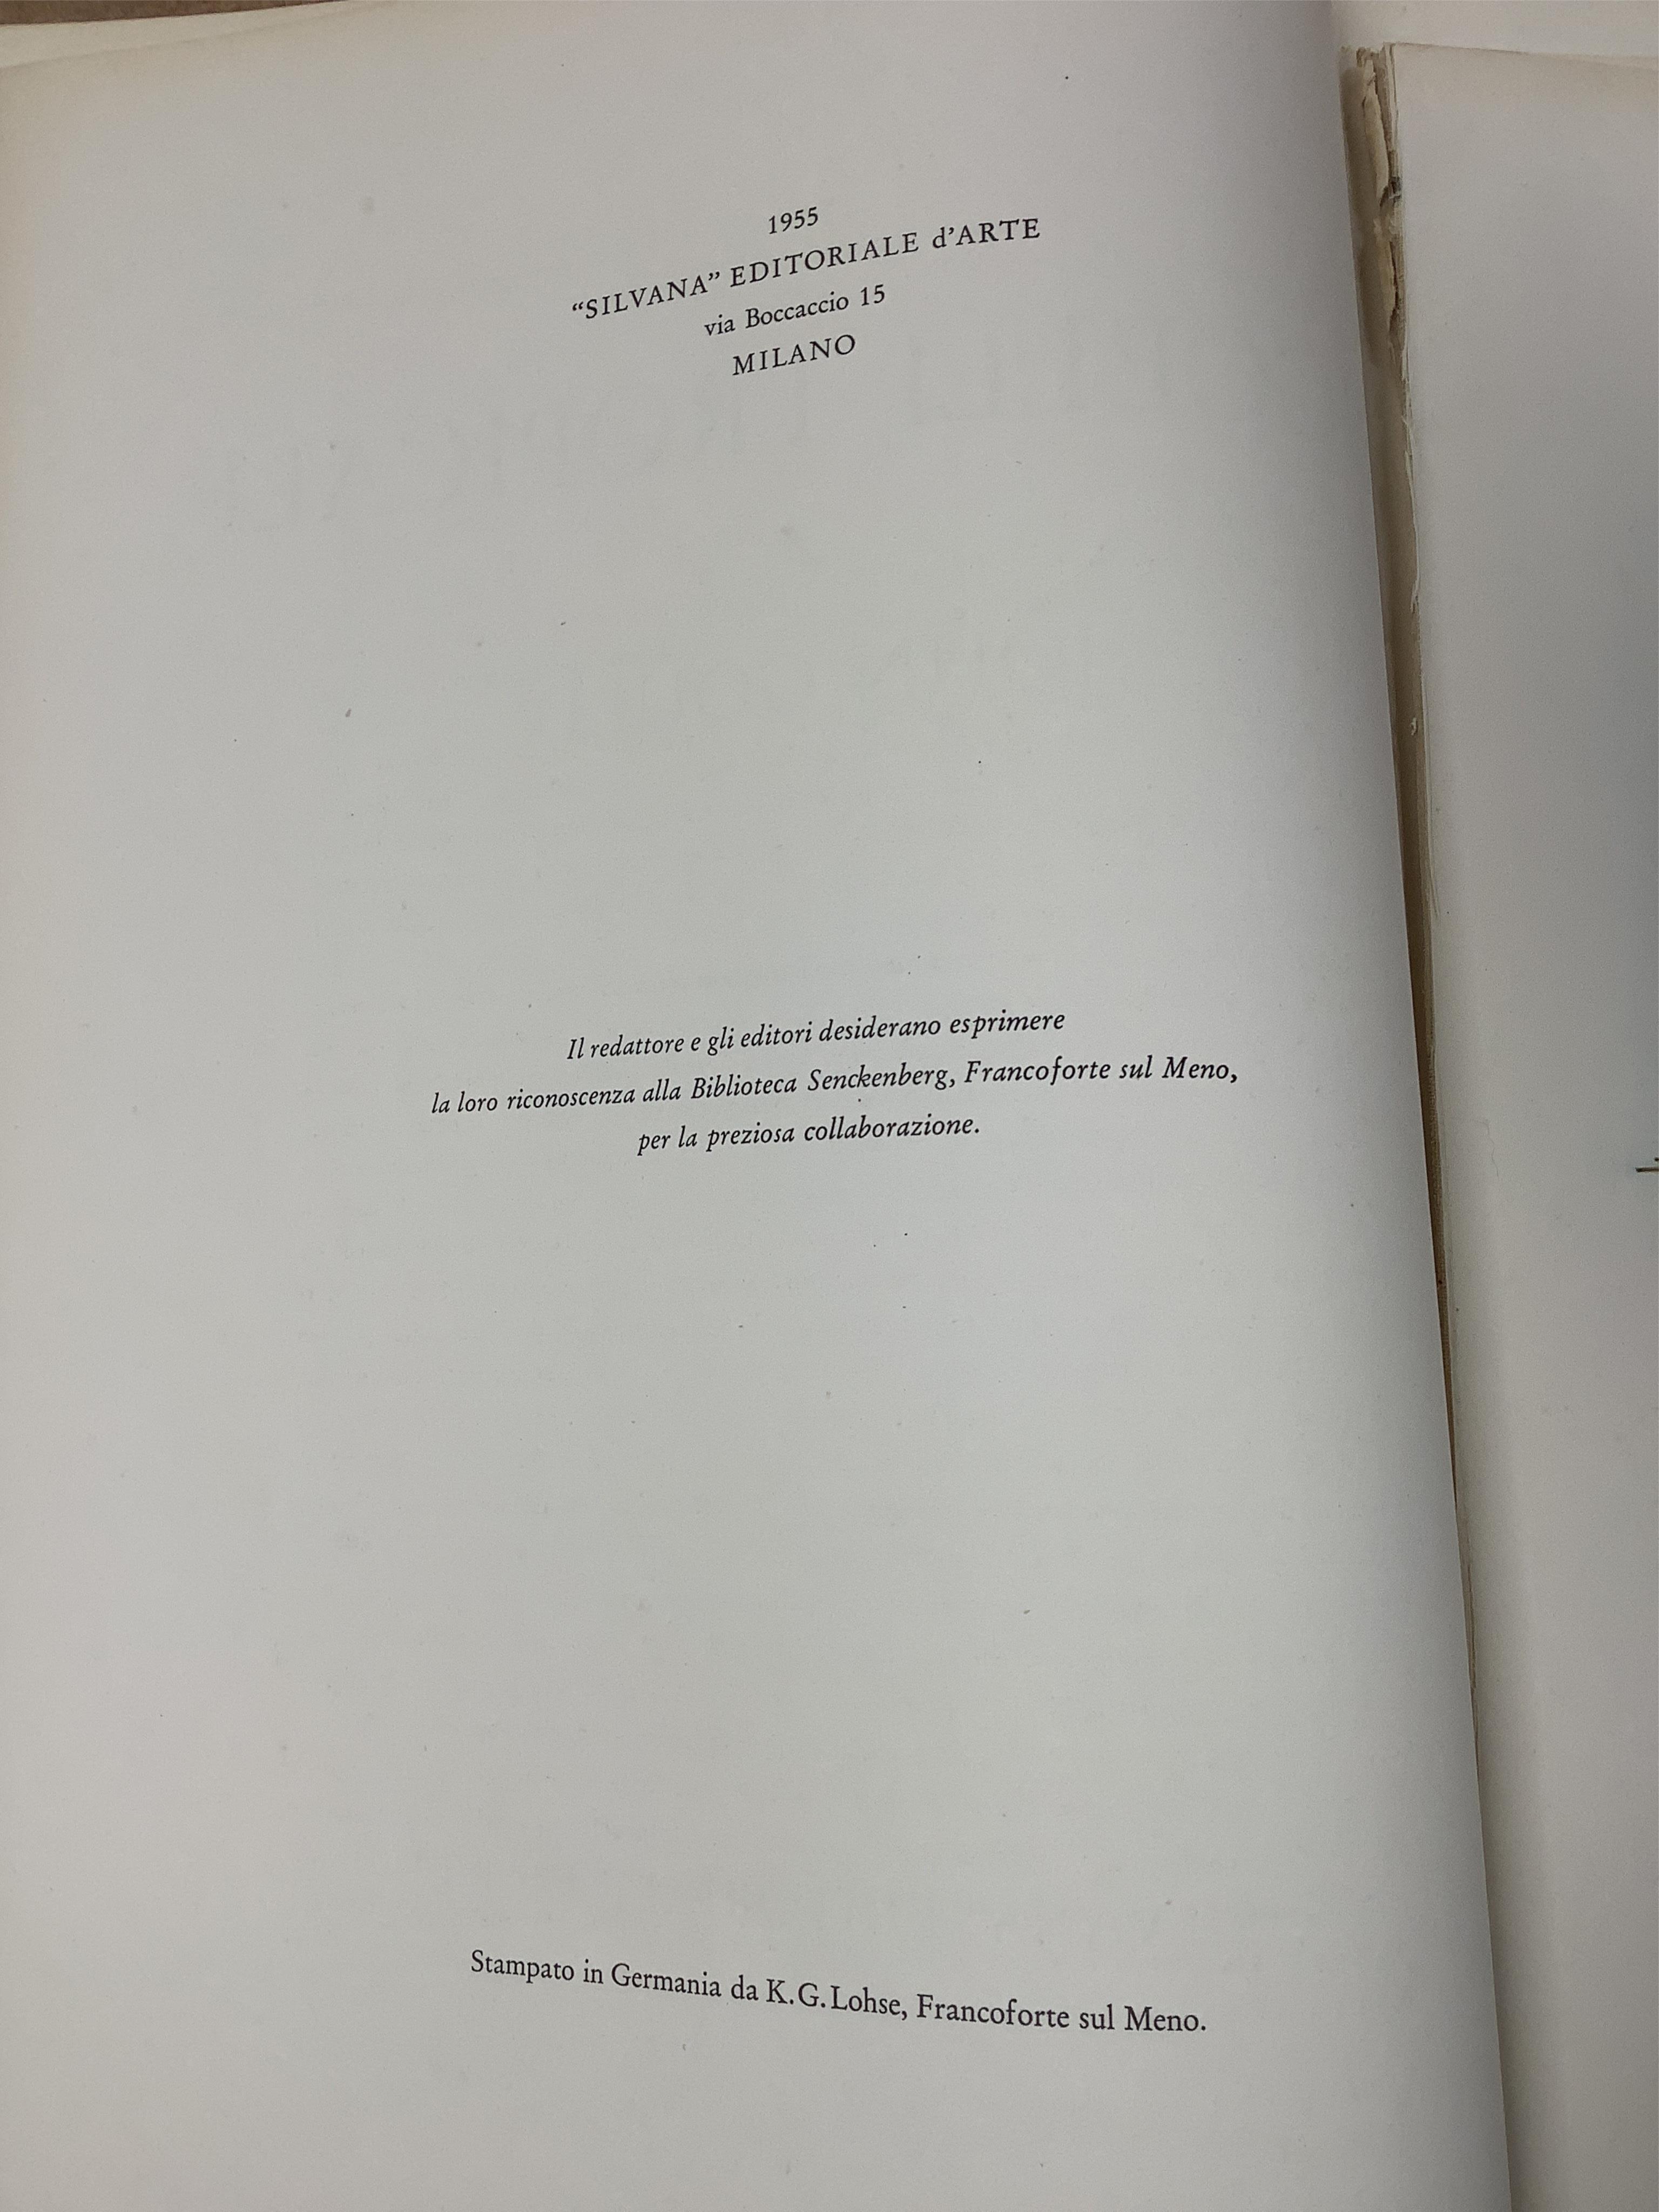 1955
“SILVANA” EDITORIALE d’ARTE
via Boccaccio 15
MILANO
Il redattore e gli editori desiderano esprimere
la loro riconoscenza alla Biblioteca Senckenberg, Francoforte sul Meno,
per la preziosa collaborazione.
Stampato in Germania da K. G. Lohse, Francoforte sul Meno.